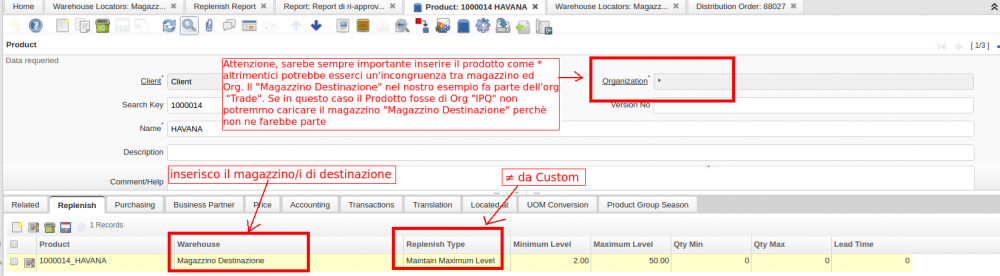 Home
Warehouse Locators: Magazz...
Replenish Report
Report: Report di ri-approv...
Product: 1000014 HAVANA
Warehouse Locators: Magazz...
Distribution Order: 88027
Product
[ 1/3 ]
Data requeried
Attenzione, sarebe sempre importante inserire il prodotto come *
altrimentici potrebbe esserci un'incongruenza tra magazzino ed
Org. Il "Magazzino Destinazione" nel nostro esempio fa parte dell'org
"Trade". Se in questo caso il Prodotto fosse di Org "IPQ" non
potremmo caricare il magazzino "Magazzino Destinazione" perchè
non ne farebbe parte
Client* Client
Organization* *
Search Key 1000014
Version No
Name* HAVANA
Description
Comment/Help
inserisco il magazzino/i di destinazione
≠ da Custom
Related Replenish Purchasing Business Partner Price Accounting Transactions Translation Located at UOM Conversion Product Group Season
1 Records
Product Warehouse Replenish Type Minimum Level Maximum Level Qty Min Qty Max Lead Time
1000014_HAVANA Magazzino Destinazione Maintain Maximum Level 2.00 50.00 0 0 0